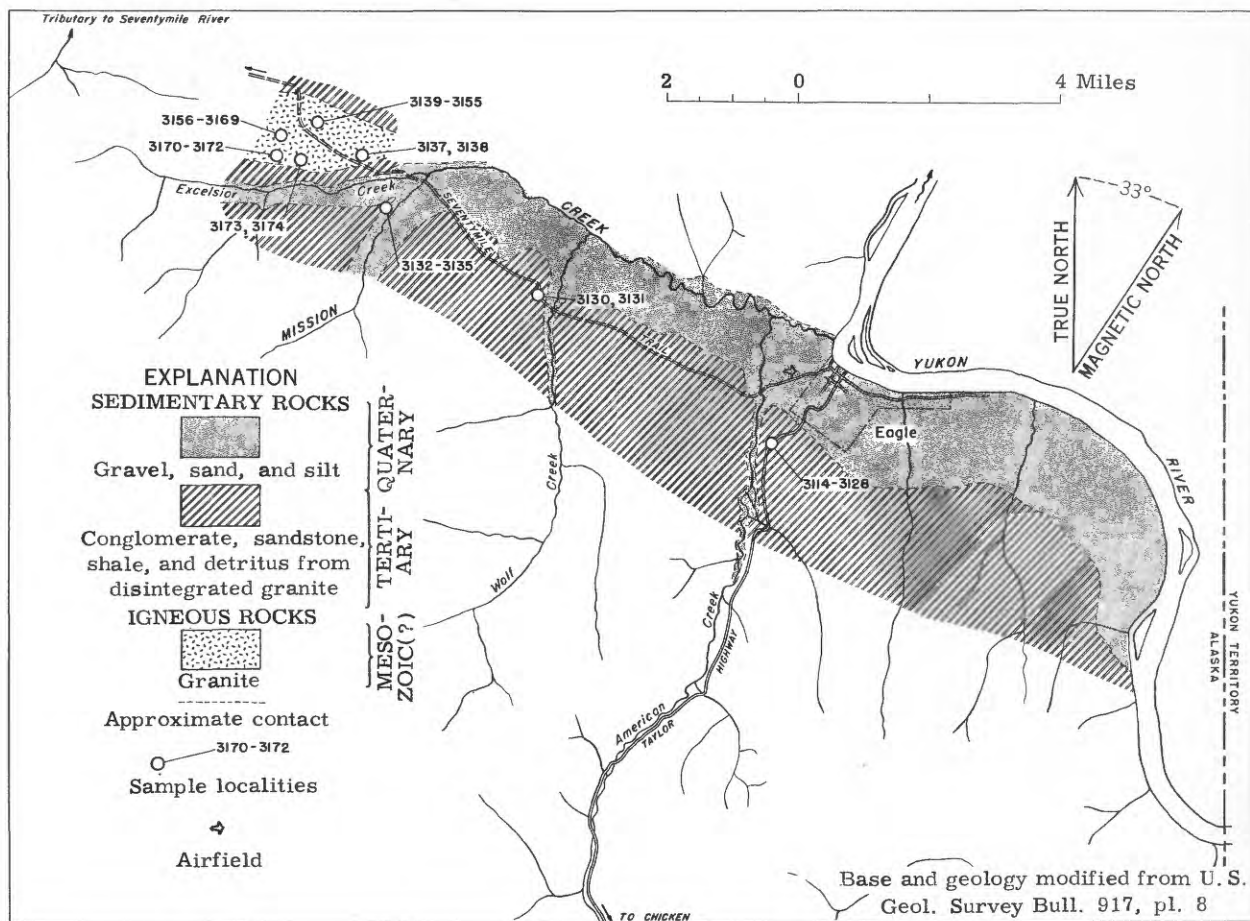 Tributary to Seventymile River
2 0 4 Miles
3139-3155
3156-3169
3170-3172
3137, 3138
Excelsior Creek
3173, 3174
3132-3135
SEVENTYMILE
CREEK
3130, 3131
MISSION
TRAIL
33°
TRUE NORTH
MAGNETIC NORTH
YUKON
RIVER
Eagle
3114-3128
Wolf
Creek
American
Creek
TAYLOR
HIGHWAY
TO CHICKEN
YUKON TERRITORY
ALASKA
EXPLANATION
SEDIMENTARY ROCKS
Gravel, sand, and silt
QUATER-
NARY
Conglomerate, sandstone,
shale, and detritus from
disintegrated granite
TERTI-
ARY
IGNEOUS ROCKS
Granite
MESO-
ZOIC(?)
Approximate contact
3170-3172
Sample localities
Airfield
Base and geology modified from U. S.
Geol. Survey Bull. 917, pl. 8